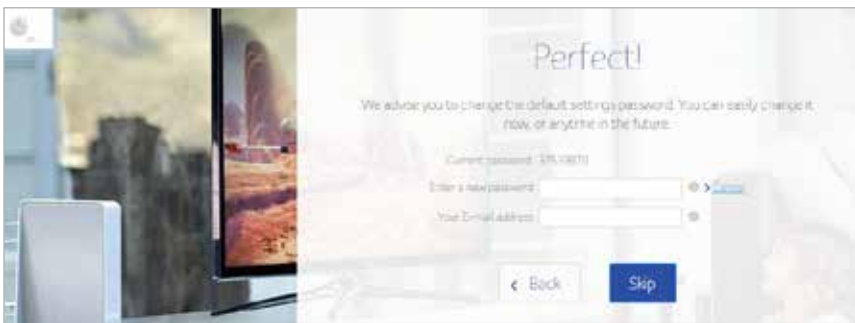 Perfect!
We advise you to change the default settings password. You can easily change it
now, or anytime in the future.
Current password
Enter a new password
Your E-mail address
< Back
Skip